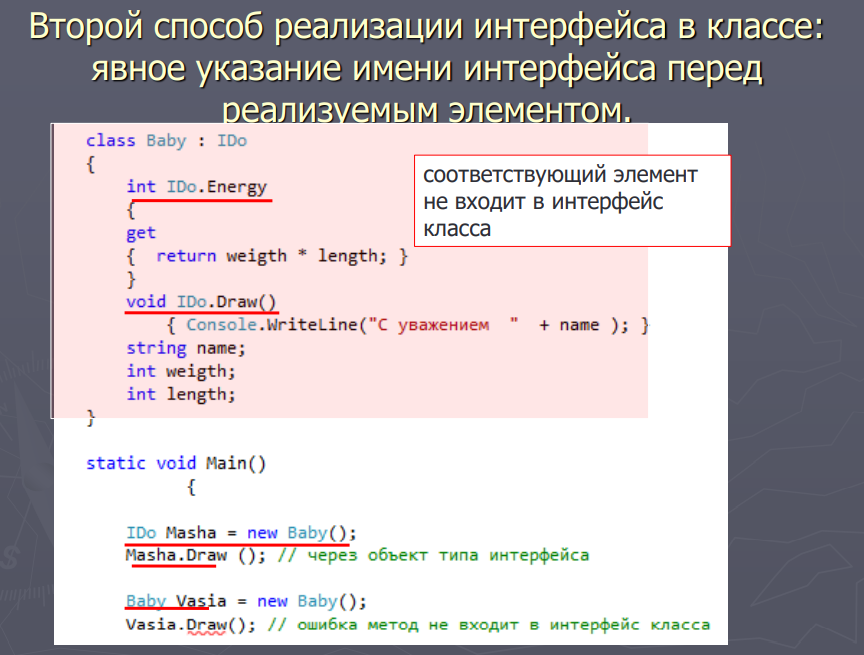 Второй способ реализации интерфейса в классе:
явное указание имени интерфейса перед
реализуемым элементом.
class Baby : IDo
{
соответствующий элемент
не входит в интерфейс
класса
int IDo.Energy
{
get
{ return weigth * length; }
}
void IDo.Draw()
{ Console.WriteLine("С уважением " + name ); }
string name;
int weigth;
int length;
}
static void Main()
{
IDo Masha = new Baby();
Masha.Draw (); // через объект типа интерфейса
Baby Vasia = new Baby();
Vasia.Draw(); // ошибка метод не входит в интерфейс класса